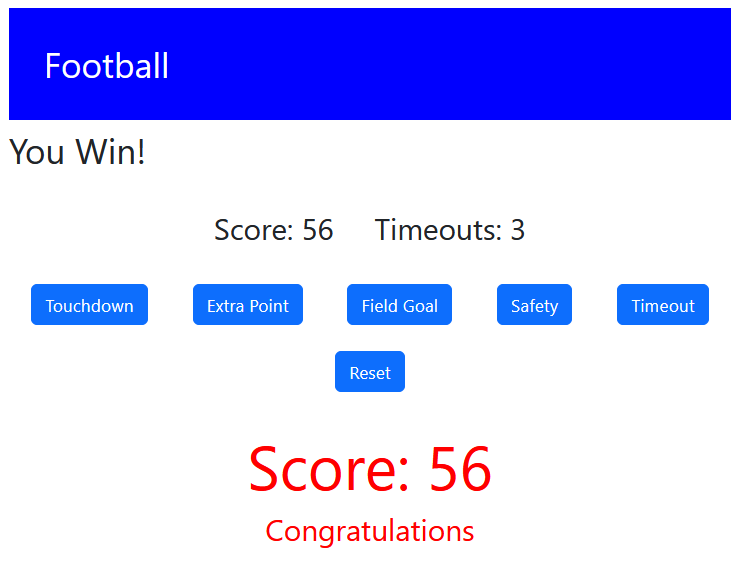 Football
You Win!
Score: 56 Timeouts: 3
Touchdown Extra Point Field Goal Safety Timeout
Reset
Score: 56
Congratulations